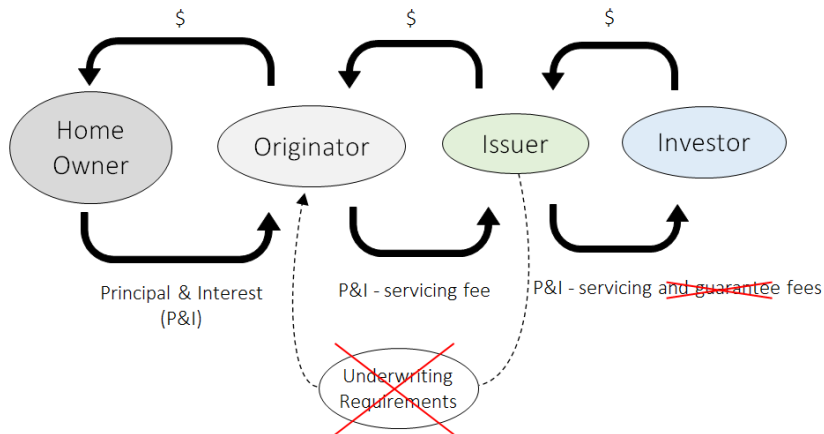 $ $ $
Home
Owner
Originator
Issuer
Investor
Principal & Interest
(P&I)
P&I - servicing fee
P&I - servicing and guarantee fees
Underwriting
Requirements